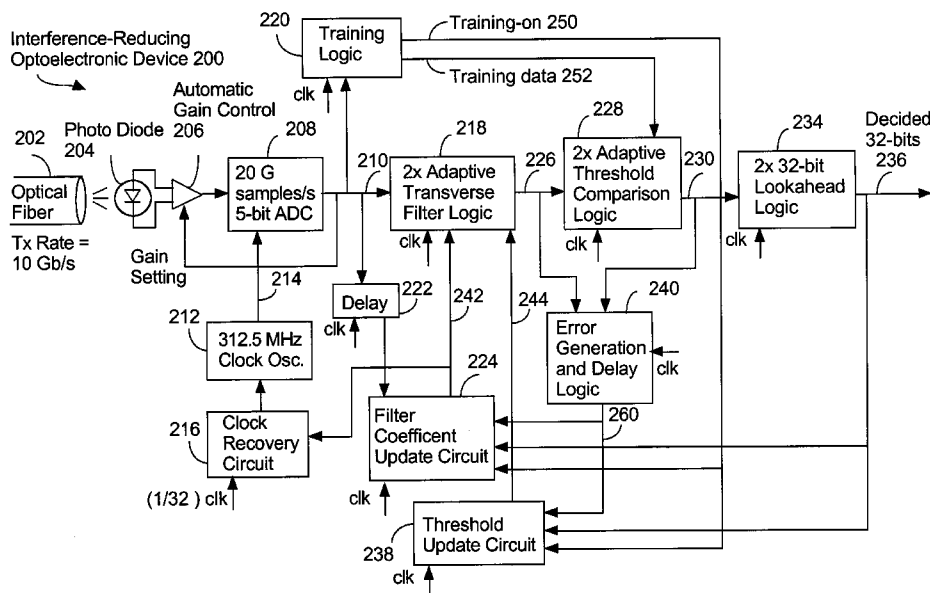 Interference-Reducing
Optoelectronic Device 200
220
Training
Logic
clk
Training-on 250
Training data 252
Automatic
Gain Control
206
Photo Diode
204
202
Optical
Fiber
Tx Rate =
10 Gb/s
Gain
Setting
208
20 G
samples/s
5-bit ADC
210
218
2x Adaptive
Transverse
Filter Logic
clk
226
228
2x Adaptive
Threshold
Comparison
Logic
clk
230
234
2x 32-bit
Lookahead
Logic
clk
Decided
32-bits
236
214
212
312.5 MHz
Clock Osc.
Delay
222
clk
242
244
240
Error
Generation
and Delay
Logic
clk
260
216
Clock
Recovery
Circuit
(1/32 ) clk
224
Filter
Coefficent
Update Circuit
clk
Threshold
Update Circuit
238
clk